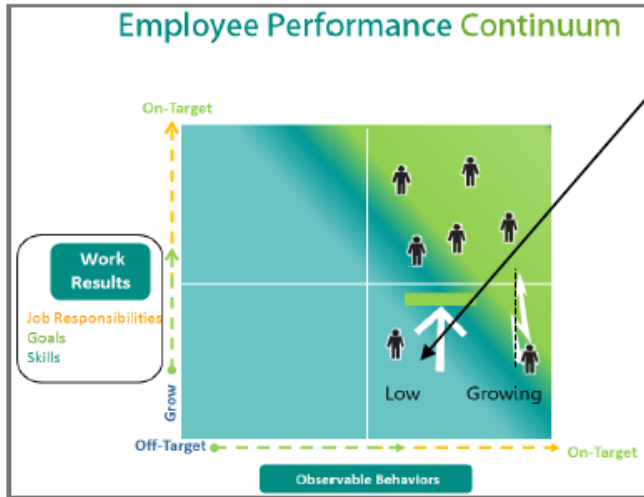 Employee Performance Continuum
On-Target
Work
Results
Job Responsibilities
Goals
Skills
Grow
Low
Growing
Off-Target
On-Target
Observable Behaviors